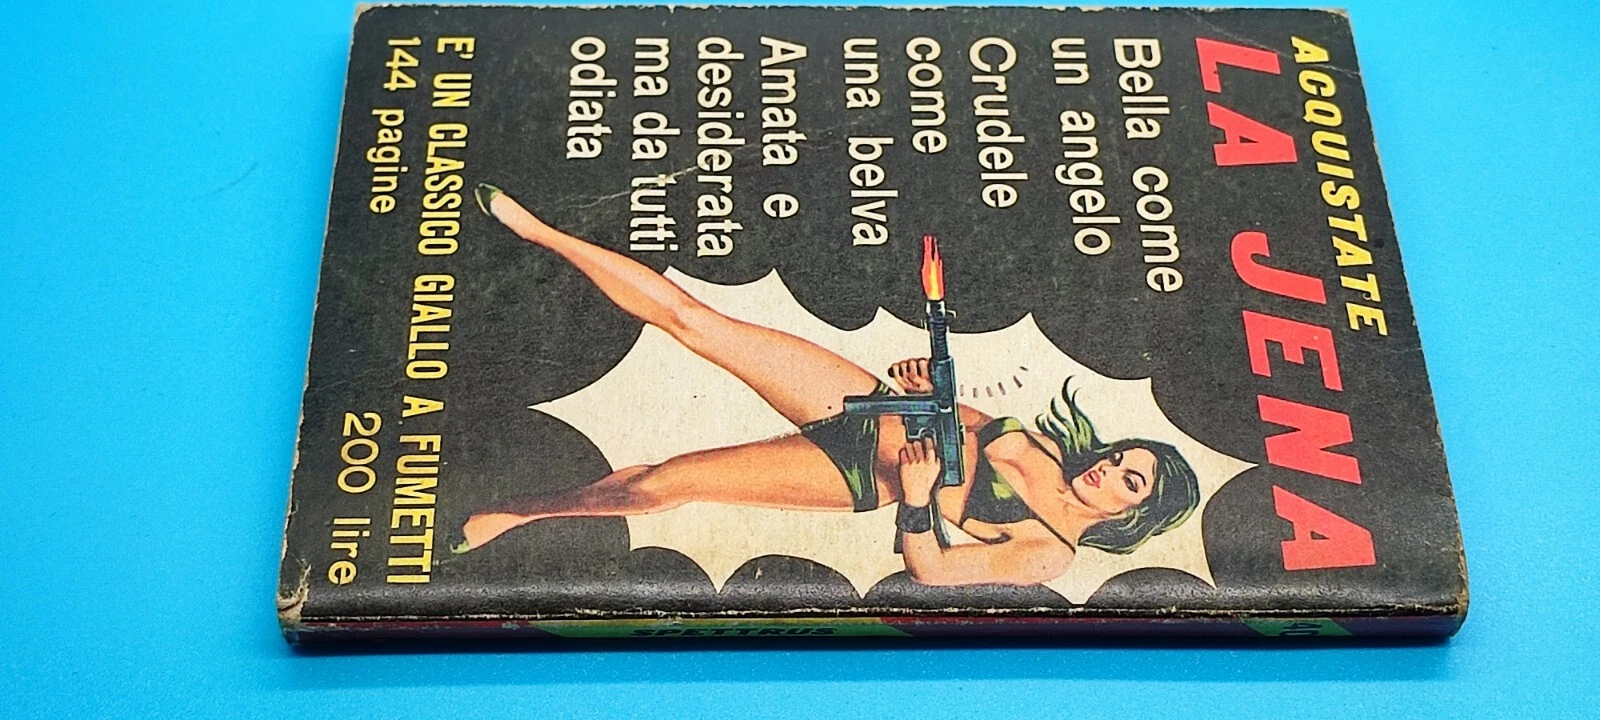 ACQUISTATE
LA JENA
Bella come
un angelo
Crudele
come
una belva
Amata e
desiderata
ma da tutti
odiata
E' UN CLASSICO GIALLO A FUMETTI
144 pagine
200 lire
SPETTRUS